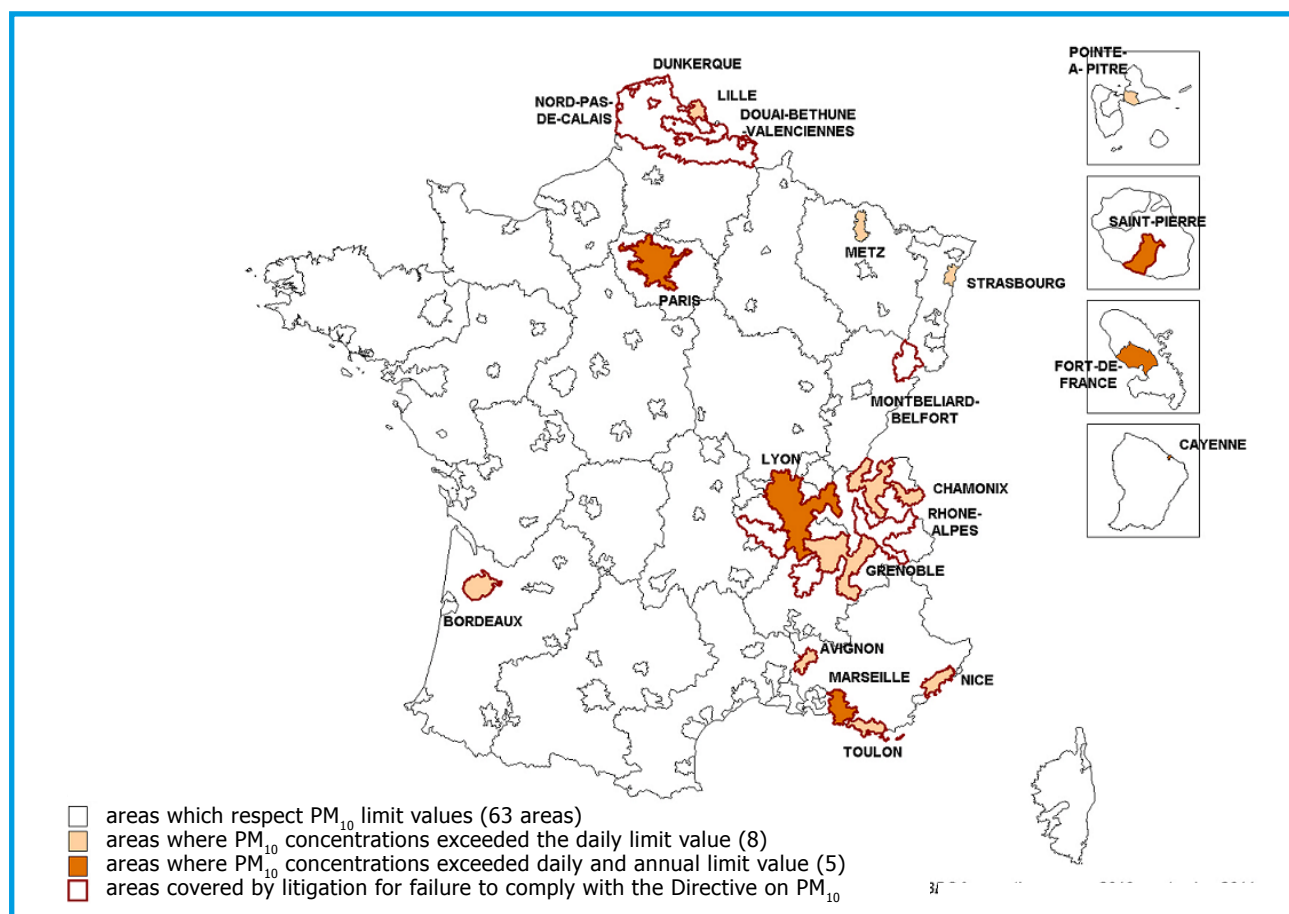 DUNKERQUE
LILLE
NORD-PAS-
DE-CALAIS
DOUAI-BETHUNE
-VALENCIENNES
POINTE-
A- PITRE
METZ
SAINT-PIERRE
STRASBOURG
PARIS
FORT-DE-
FRANCE
MONTBELIARD-
BELFORT
CAYENNE
LYON
CHAMONIX
RHONE-
ALPES
GRENOBLE
BORDEAUX
AVIGNON
MARSEILLE
NICE
TOULON
areas which respect PM₁₀ limit values (63 areas)
areas where PM₁₀ concentrations exceeded the daily limit value (8)
areas where PM₁₀ concentrations exceeded daily and annual limit value (5)
areas covered by litigation for failure to comply with the Directive on PM₁₀